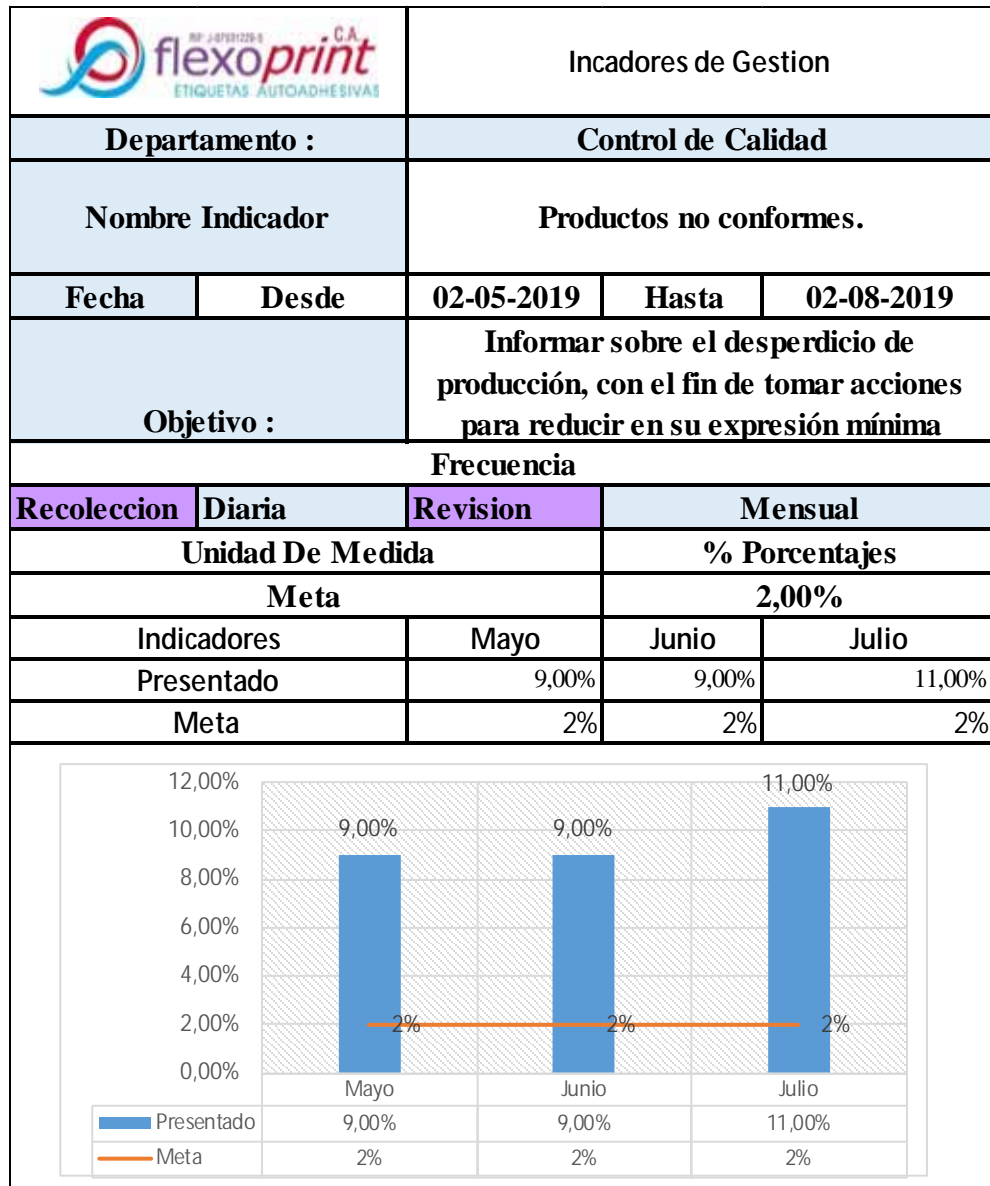 RIF: J-07931229-5
C.A.
flexoprint
ETIQUETAS AUTOADHESIVAS
Incadores de Gestion
Departamento : Control de Calidad
Nombre Indicador Productos no conformes.
Fecha Desde 02-05-2019 Hasta 02-08-2019
Informar sobre el desperdicio de
producción, con el fin de tomar acciones
Objetivo : para reducir en su expresión mínima
Frecuencia
Recoleccion Diaria Revision Mensual
Unidad De Medida % Porcentajes
Meta 2,00%
Indicadores Mayo Junio Julio
Presentado 9,00% 9,00% 11,00%
Meta 2% 2% 2%
12,00% 11,00%
10,00% 9,00% 9,00%
8,00%
6,00%
4,00%
2,00% 2% 2% 2%
0,00%
Mayo Junio Julio
Presentado 9,00% 9,00% 11,00%
Meta 2% 2% 2%